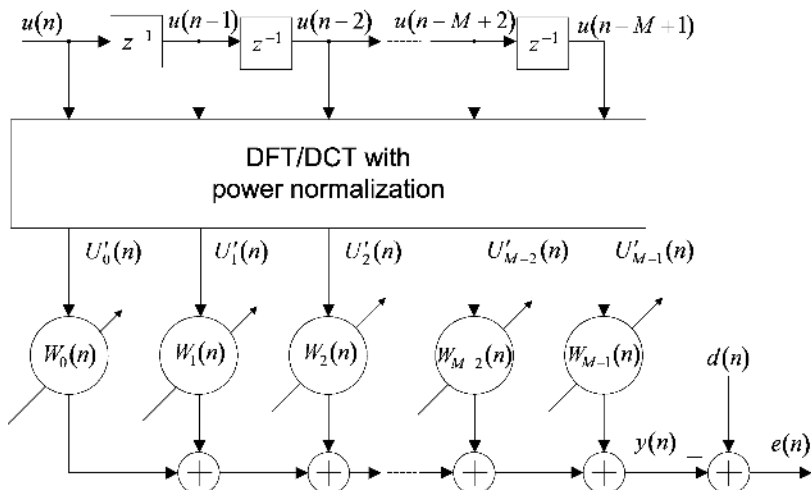 u(n) z⁻¹ u(n−1) z⁻¹ u(n−2) u(n−M+2) z⁻¹ u(n−M+1)
DFT/DCT with
power normalization
U′₀(n) U′₁(n) U′₂(n) U′M−2(n) U′M−1(n)
W₀(n) W₁(n) W₂(n) WM−2(n) WM−1(n) d(n)
y(n) − e(n)
+ + + + +